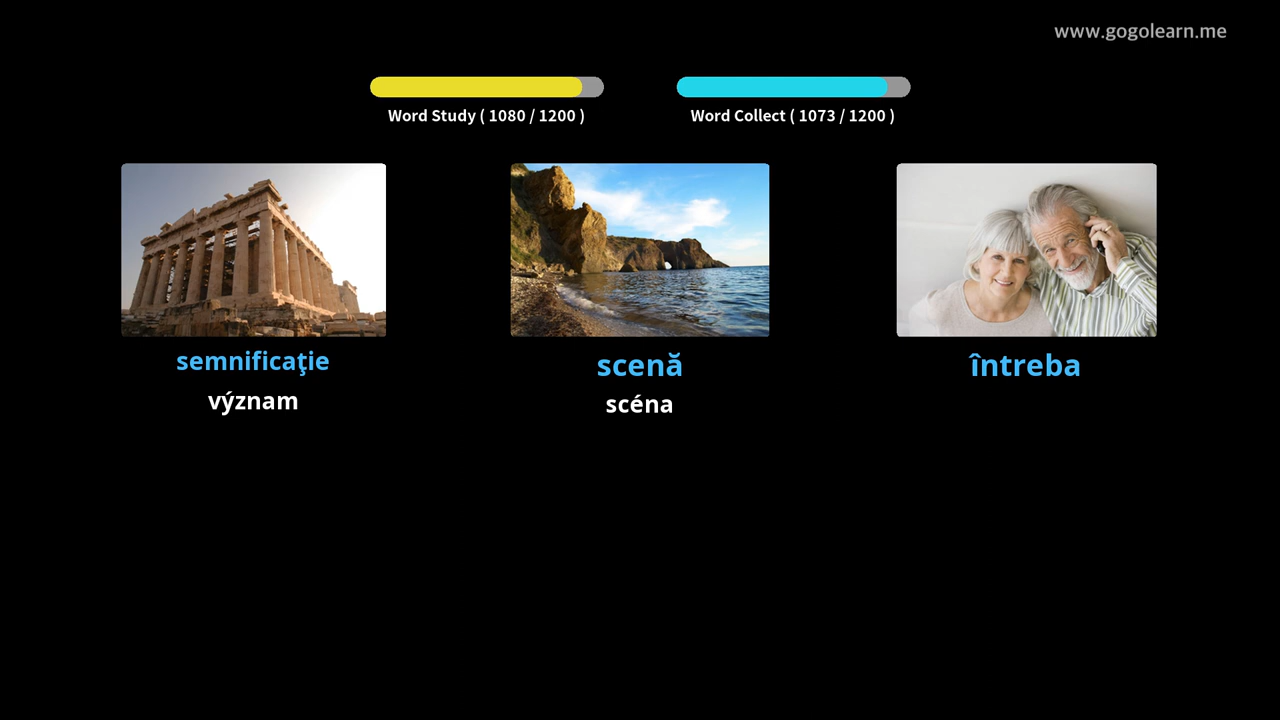 www.gogolearn.me
Word Study ( 1080 / 1200 )
Word Collect ( 1073 / 1200 )
semnificaţie
význam
scenă
scéna
întreba